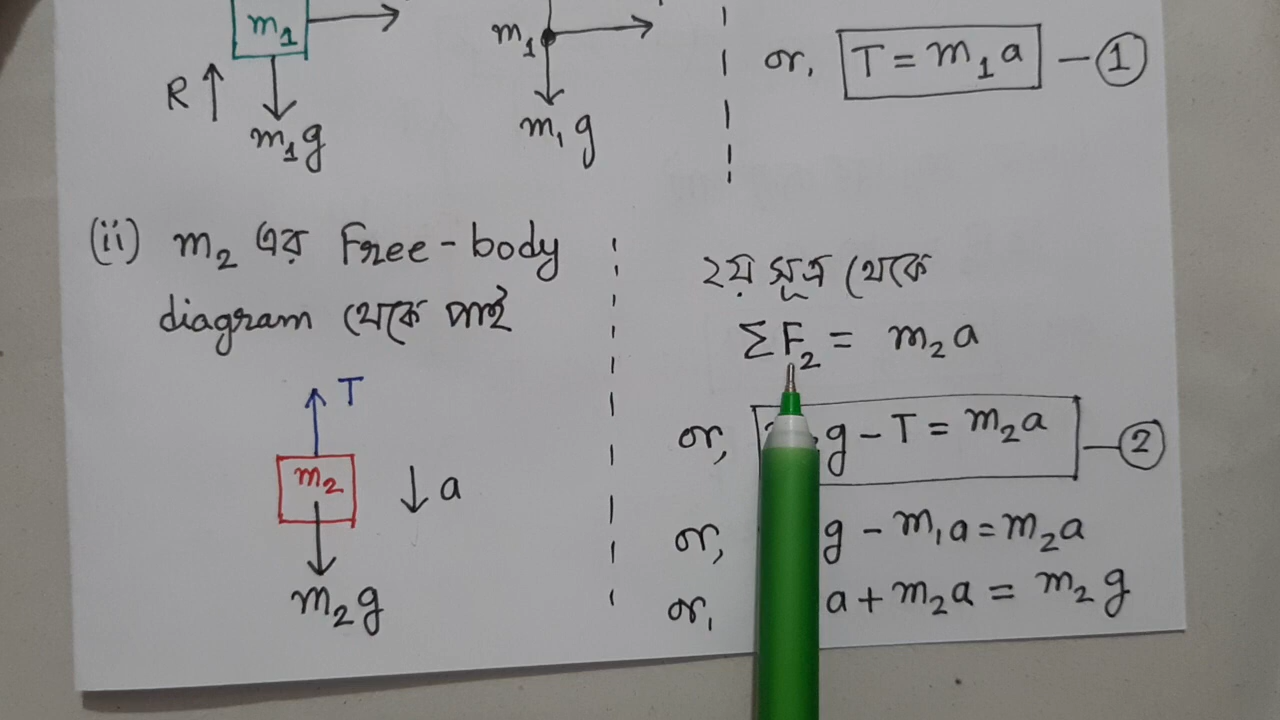 m₁
R
m₁g
m₁
m₁g
or, T = m₁a — ①
(ii) m₂ এর Free-body
diagram থেকে পাই
T
m₂
a
m₂g
২য় সূত্র থেকে
ΣF₂ = m₂a
or, g - T = m₂a — ②
or, g - m₁a = m₂a
or, a + m₂a = m₂g